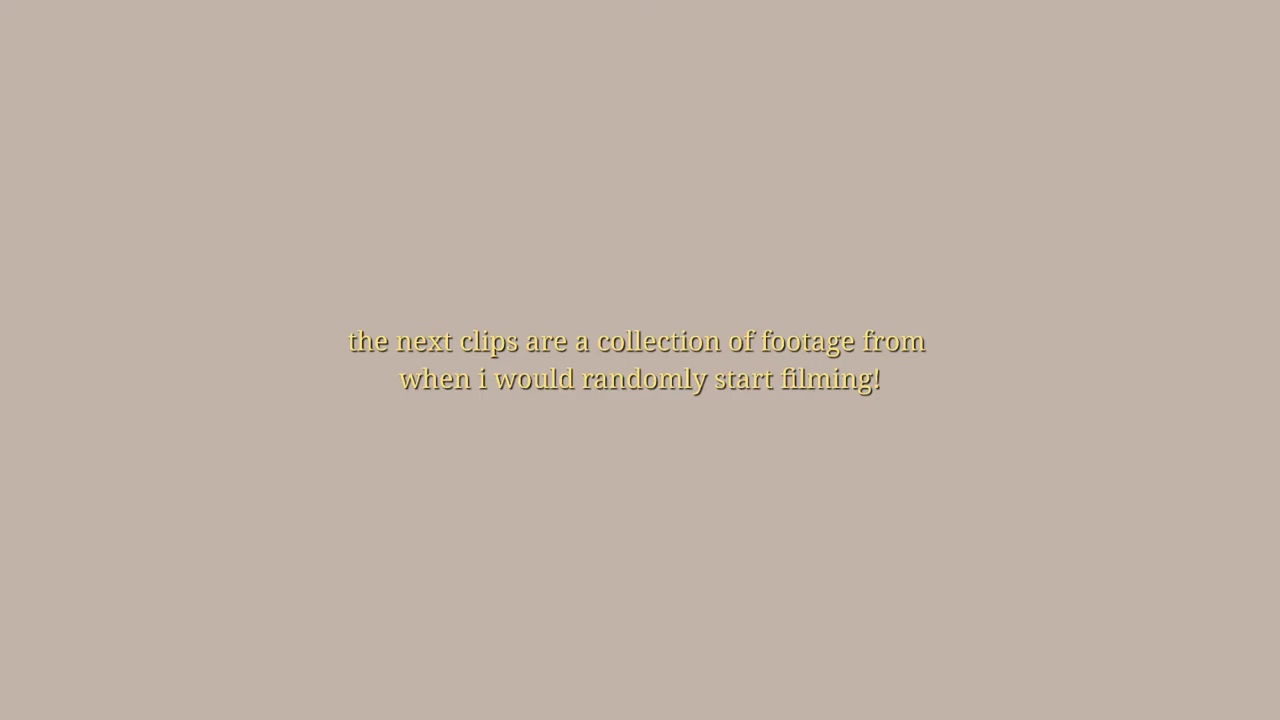 the next clips are a collection of footage from
when i would randomly start filming!